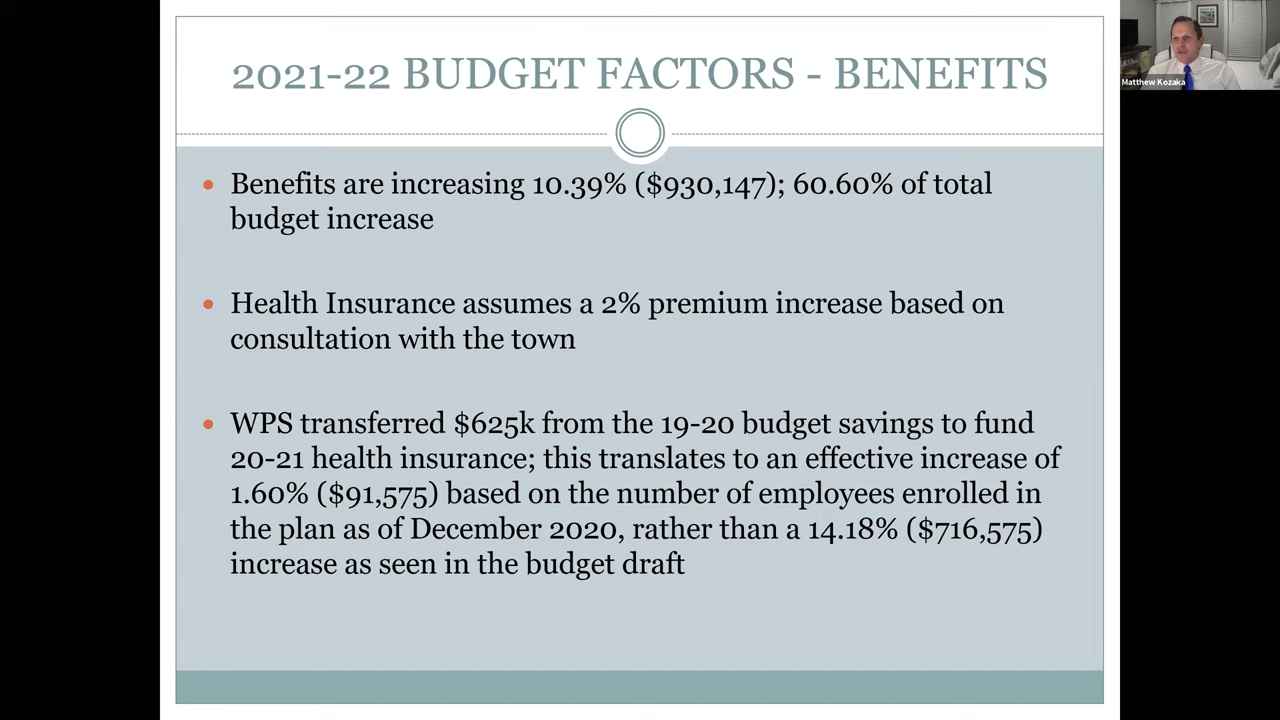 2021-22 BUDGET FACTORS - BENEFITS
Matthew Kozaka
• Benefits are increasing 10.39% ($930,147); 60.60% of total
budget increase
• Health Insurance assumes a 2% premium increase based on
consultation with the town
• WPS transferred $625k from the 19-20 budget savings to fund
20-21 health insurance; this translates to an effective increase of
1.60% ($91,575) based on the number of employees enrolled in
the plan as of December 2020, rather than a 14.18% ($716,575)
increase as seen in the budget draft